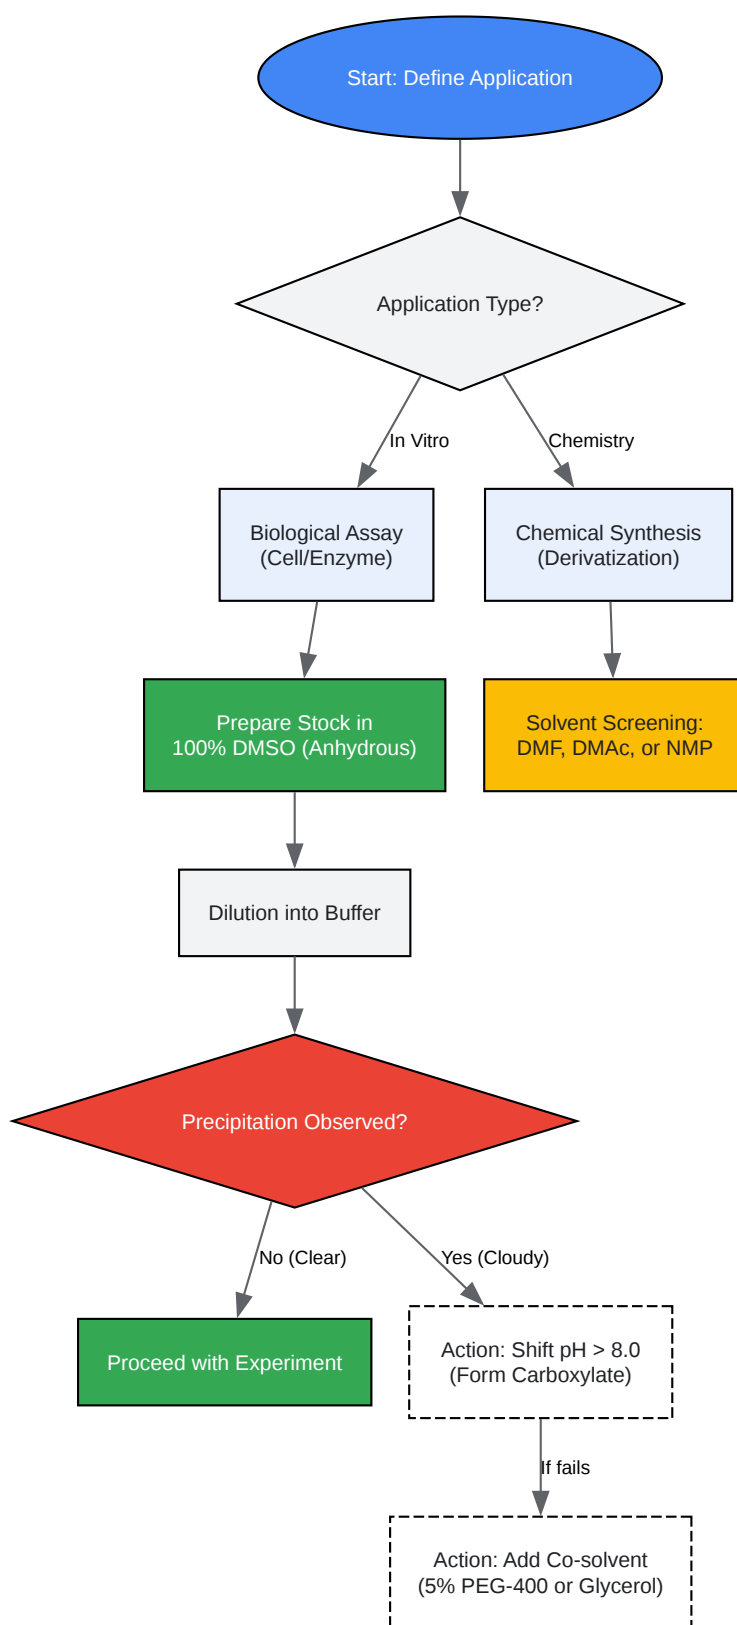 Start: Define Application
Application Type?
In Vitro
Chemistry
Biological Assay
(Cell/Enzyme)
Chemical Synthesis
(Derivatization)
Prepare Stock in
100% DMSO (Anhydrous)
Solvent Screening:
DMF, DMAc, or NMP
Dilution into Buffer
Precipitation Observed?
No (Clear)
Yes (Cloudy)
Proceed with Experiment
Action: Shift pH > 8.0
(Form Carboxylate)
If fails
Action: Add Co-solvent
(5% PEG-400 or Glycerol)